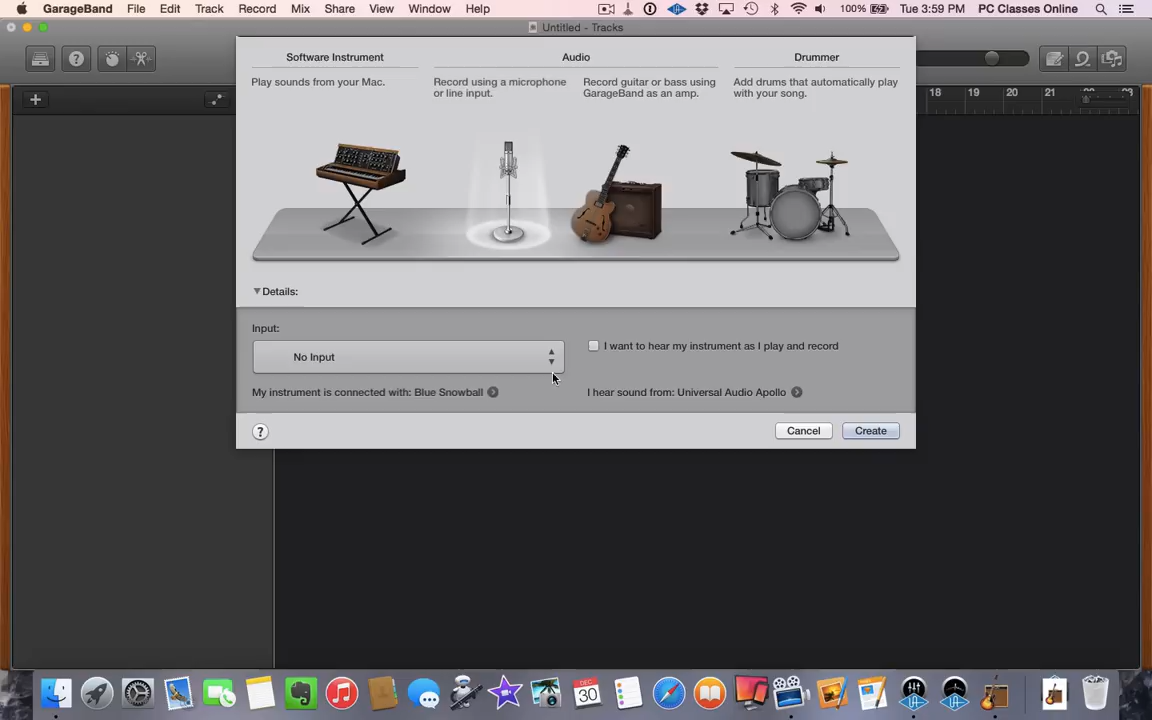 GarageBand File Edit Track Record Mix Share View Window Help 100% Tue 3:59 PM PC Classes Online
Untitled - Tracks
Software Instrument Audio Drummer
Play sounds from your Mac.
Record using a microphone
or line input.
Record guitar or bass using
GarageBand as an amp.
Add drums that automatically play
with your song.
18 19 20 21 22 23
Details:
Input:
No Input
I want to hear my instrument as I play and record
My instrument is connected with: Blue Snowball
I hear sound from: Universal Audio Apollo
? Cancel Create
DEC
30